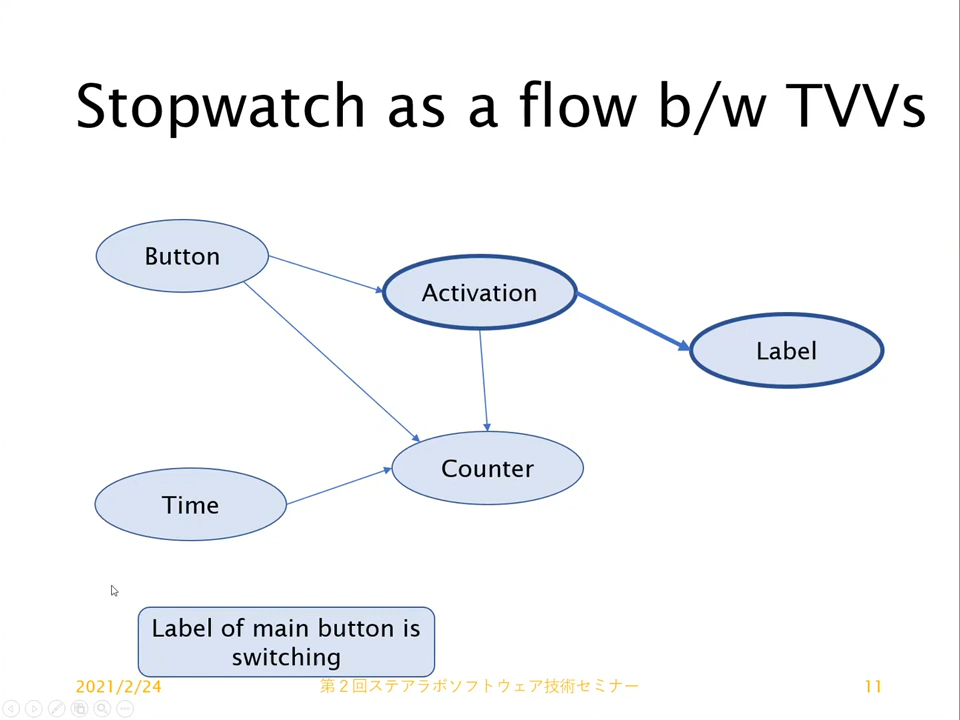 Stopwatch as a flow b/w TVVs
Button
Activation
Label
Counter
Time
Label of main button is
switching
2021/2/24
第２回ステアラボソフトウェア技術セミナー
11